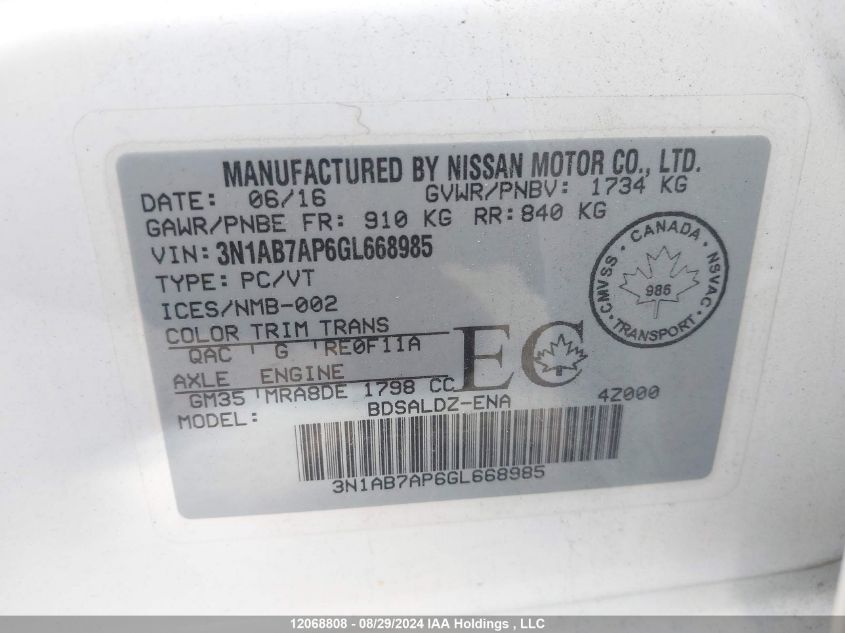 MANUFACTURED BY NISSAN MOTOR CO., LTD.
DATE: 06/16 GVWR/PNBV: 1734 KG
GAWR/PNBE FR: 910 KG RR: 840 KG
VIN: 3N1AB7AP6GL668985
TYPE: PC/VT
ICES/NMB-002
COLOR TRIM TRANS
QAC G RE0F11A
AXLE ENGINE
GM35 MRA8DE 1798 CC
MODEL: BDSALDZ-ENA 4Z000
EC
CANADA
CMVSS NSVAC
986
TRANSPORT
3N1AB7AP6GL668985
12068808 - 08/29/2024 IAA Holdings , LLC